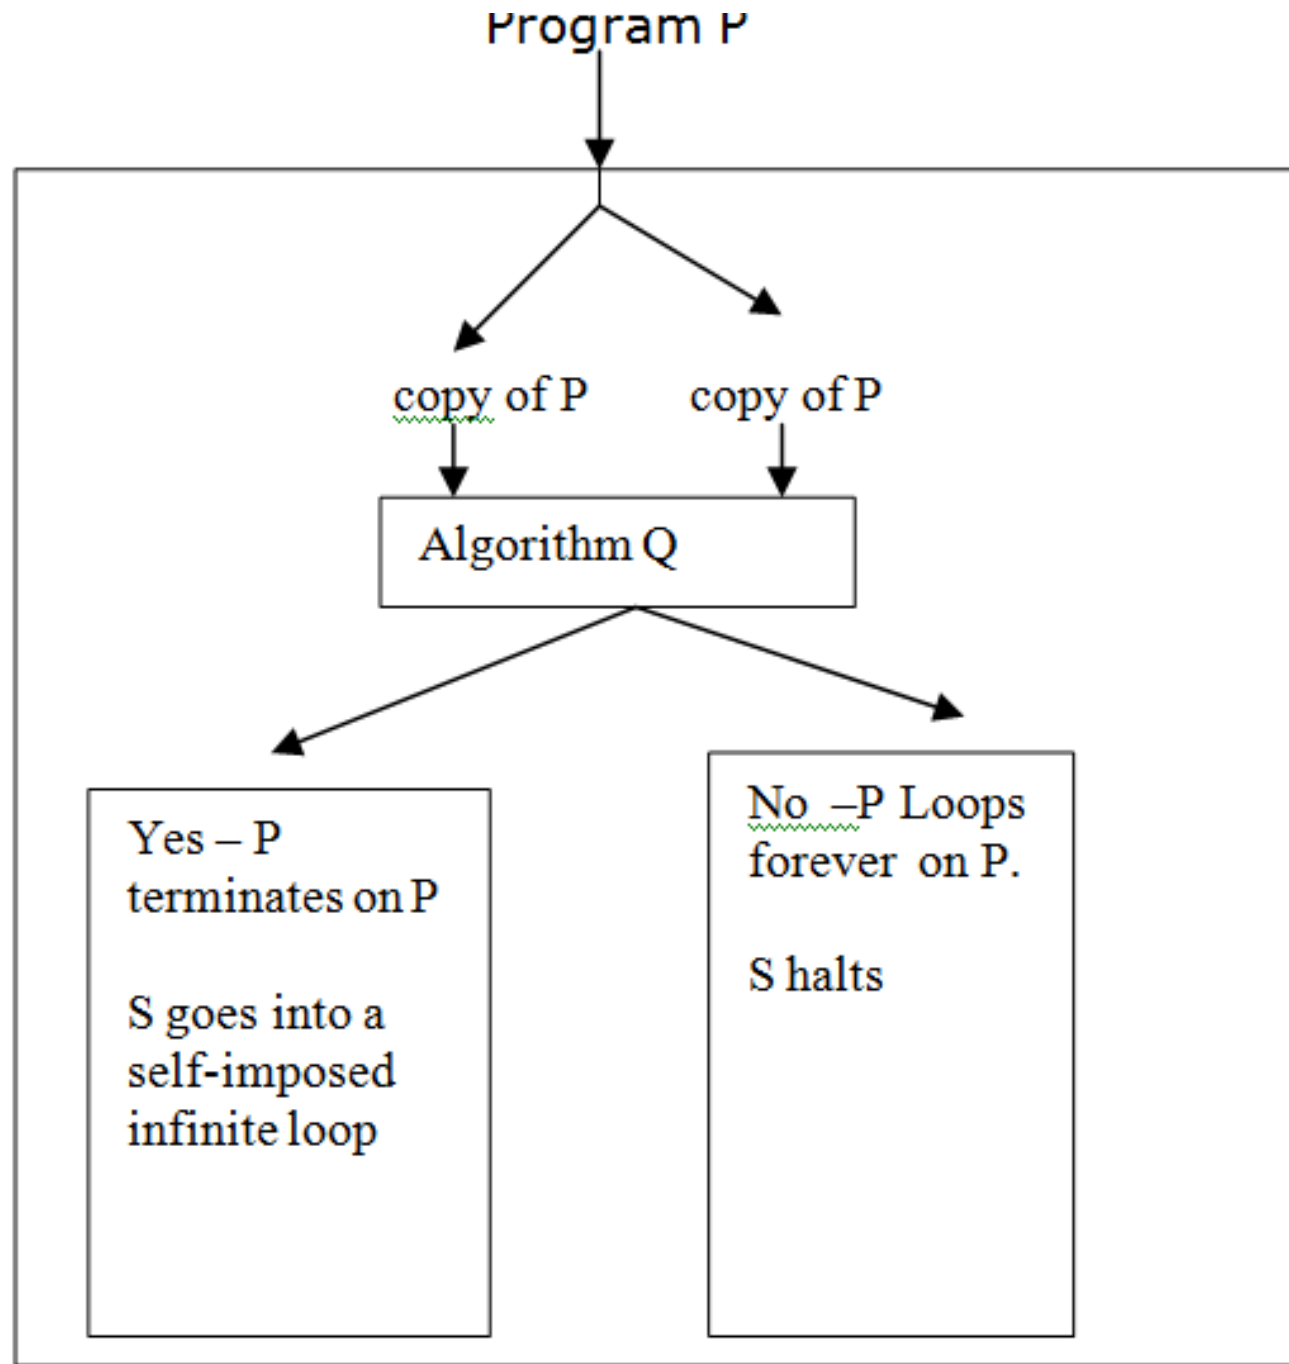 Program P
copy of P
copy of P
Algorithm Q
Yes – P
terminates on P
S goes into a
self-imposed
infinite loop
No –P Loops
forever on P.
S halts